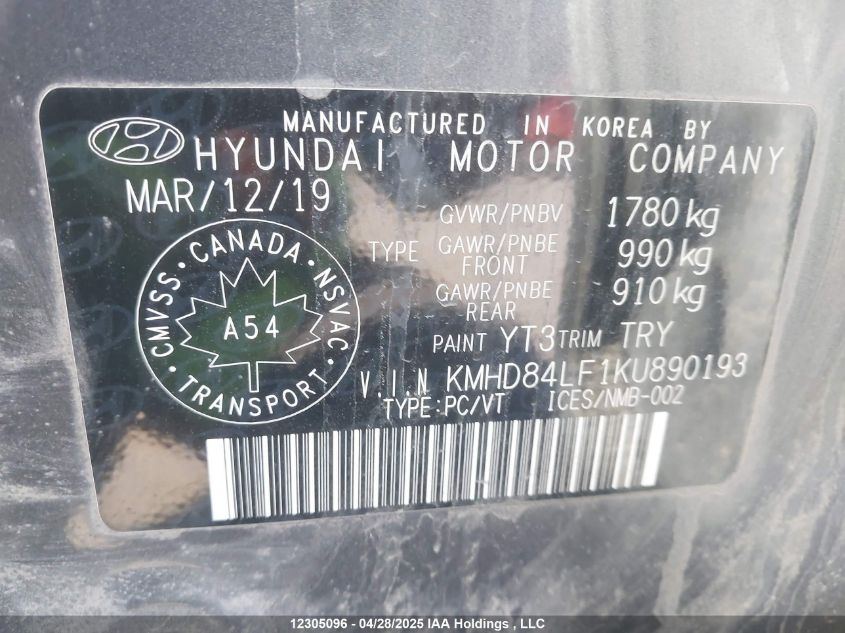 MANUFACTURED IN KOREA BY
HYUNDAI MOTOR COMPANY
MAR/12/19
GVWR/PNBV 1780 kg
TYPE GAWR/PNBE FRONT 990 kg
GAWR/PNBE REAR 910 kg
CMVSS • CANADA • NSVAC • TRANSPORT •
A54
PAINT YT3 TRIM TRY
V.I.N KMHD84LF1KU890193
TYPE:PC/VT ICES/NMB-002
12305096 - 04/28/2025 IAA Holdings , LLC